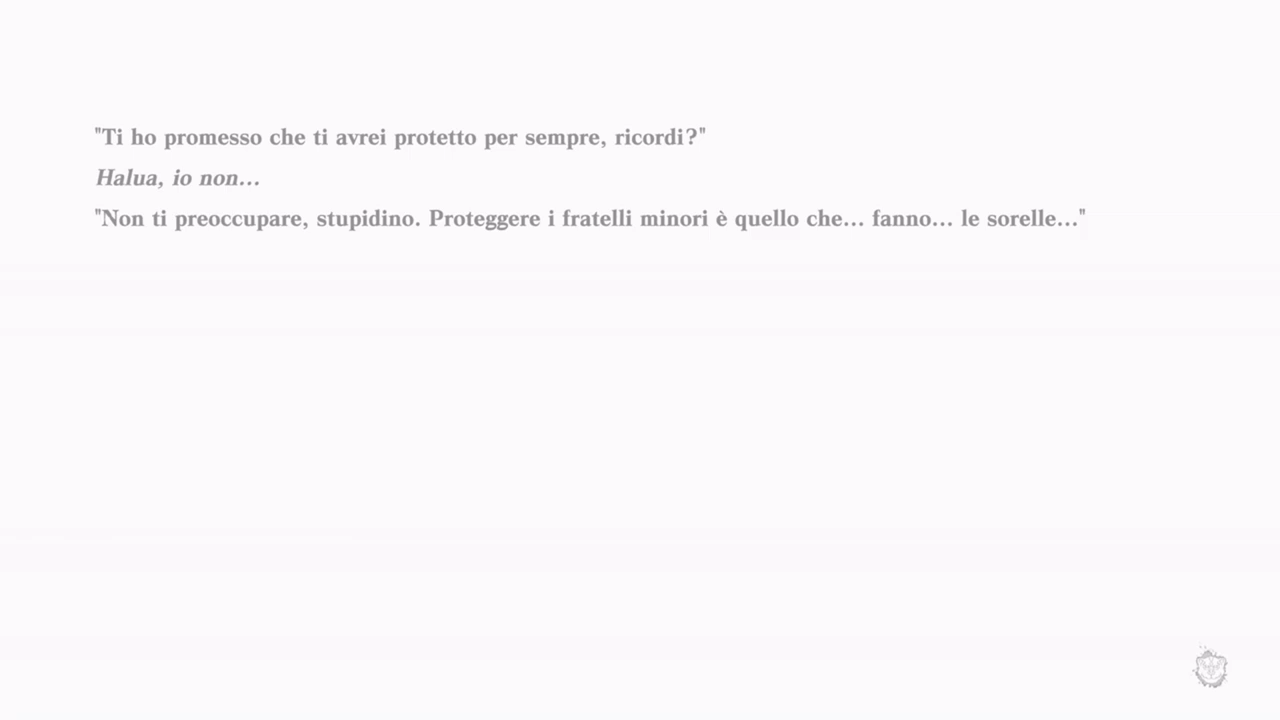 "Ti ho promesso che ti avrei protetto per sempre, ricordi?"
Halua, io non...
"Non ti preoccupare, stupidino. Proteggere i fratelli minori è quello che... fanno... le sorelle..."